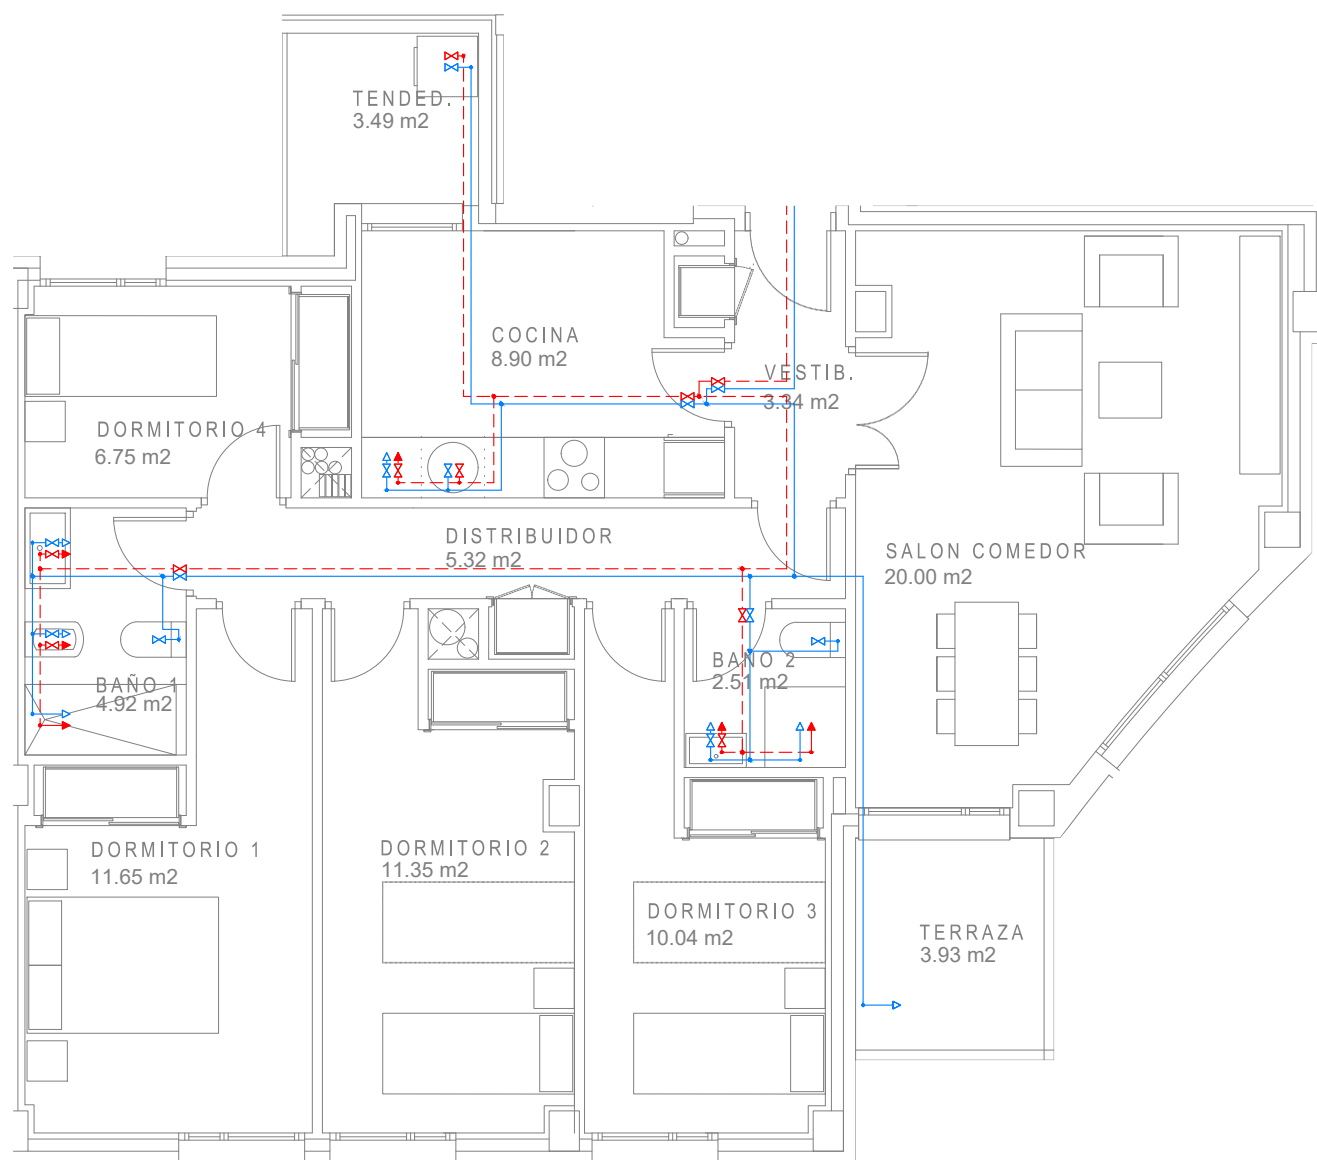 TENDED.
3.49 m2
COCINA
8.90 m2
VESTIB.
3.34 m2
DORMITORIO 4
6.75 m2
DISTRIBUIDOR
5.32 m2
SALON COMEDOR
20.00 m2
BAÑO 1
4.92 m2
BAÑO 2
2.51 m2
DORMITORIO 1
11.65 m2
DORMITORIO 2
11.35 m2
DORMITORIO 3
10.04 m2
TERRAZA
3.93 m2